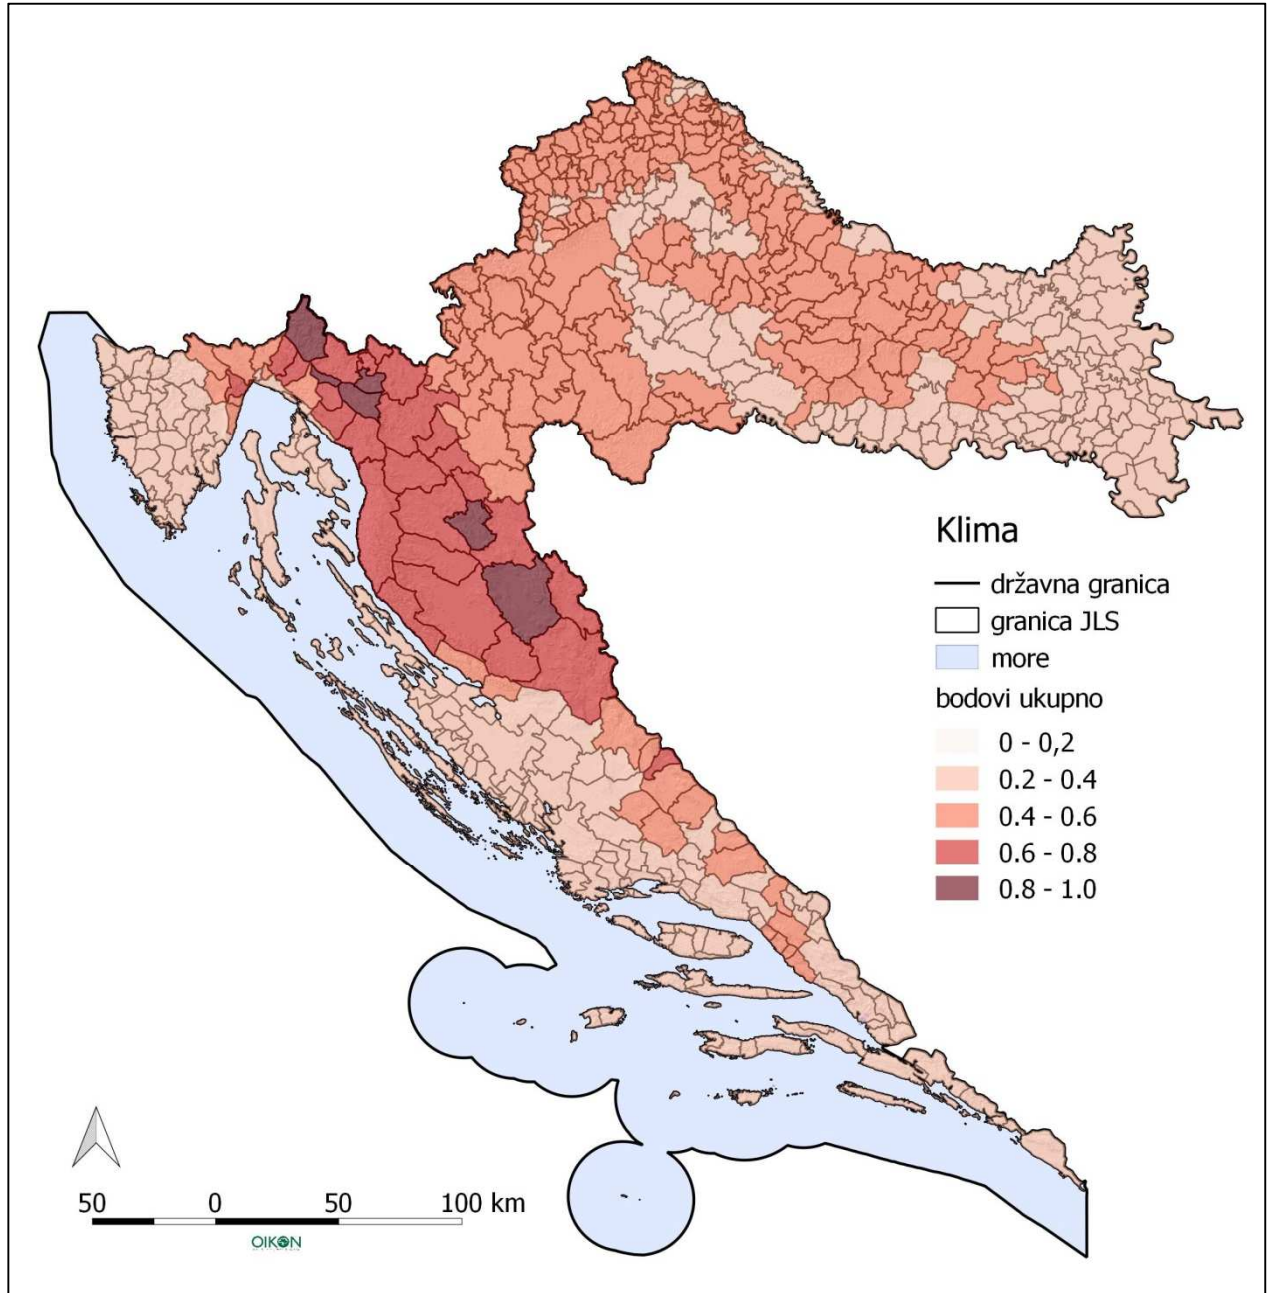 Klima
državna granica
granica JLS
more
bodovi ukupno
0 - 0,2
0.2 - 0.4
0.4 - 0.6
0.6 - 0.8
0.8 - 1.0
50 0 50 100 km
OIKON